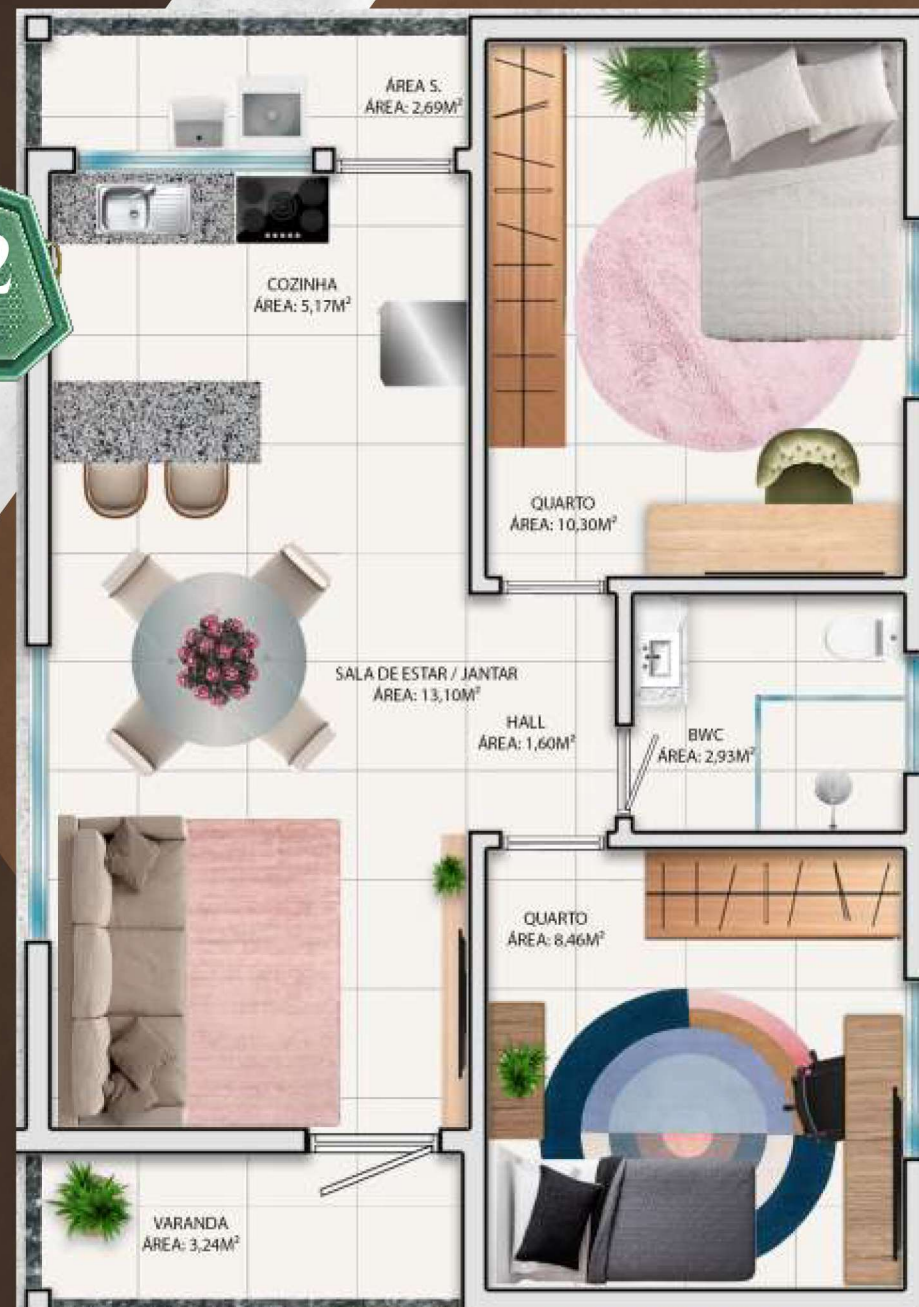 ÁREA S.
ÁREA: 2,69M²
2
COZINHA
ÁREA: 5,17M²
QUARTO
ÁREA: 10,30M²
SALA DE ESTAR / JANTAR
ÁREA: 13,10M²
HALL
ÁREA: 1,60M²
BWC
ÁREA: 2,93M²
QUARTO
ÁREA: 8,46M²
VARANDA
ÁREA: 3,24M²